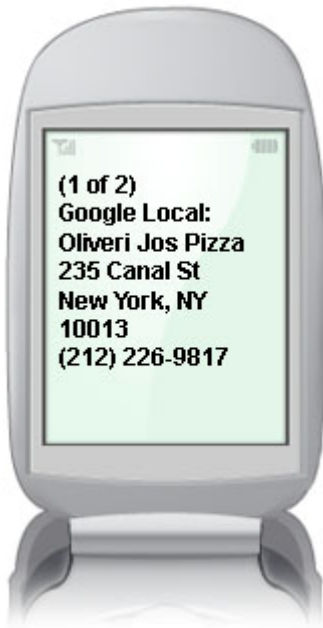 (1 of 2)
Google Local:
Oliveri Jos Pizza
235 Canal St
New York, NY
10013
(212) 226-9817